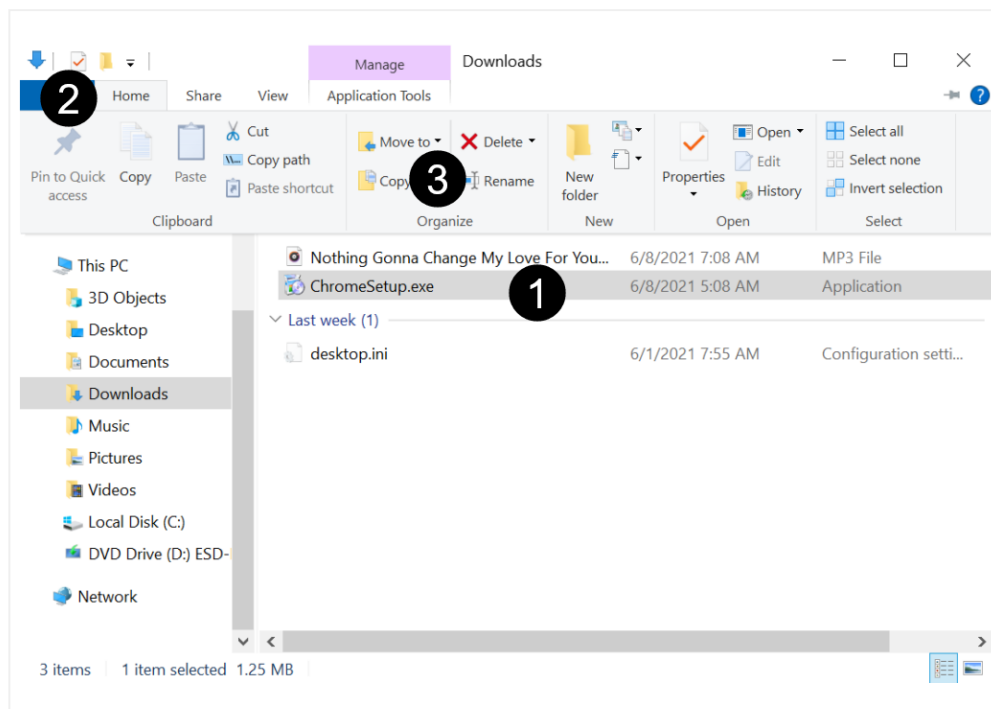 Manage Downloads
2 Home Share View Application Tools
Pin to Quick access
Copy
Paste
Cut
Copy path
Paste shortcut
Clipboard
Move to
Copy
3
Delete
Rename
Organize
New folder
New
Properties
Open
Edit
History
Open
Select all
Select none
Invert selection
Select
This PC
3D Objects
Desktop
Documents
Downloads
Music
Pictures
Videos
Local Disk (C:)
DVD Drive (D:) ESD-
Network
Nothing Gonna Change My Love For You... 6/8/2021 7:08 AM MP3 File
ChromeSetup.exe 1 6/8/2021 5:08 AM Application
Last week (1)
desktop.ini 6/1/2021 7:55 AM Configuration setti...
3 items 1 item selected 1.25 MB